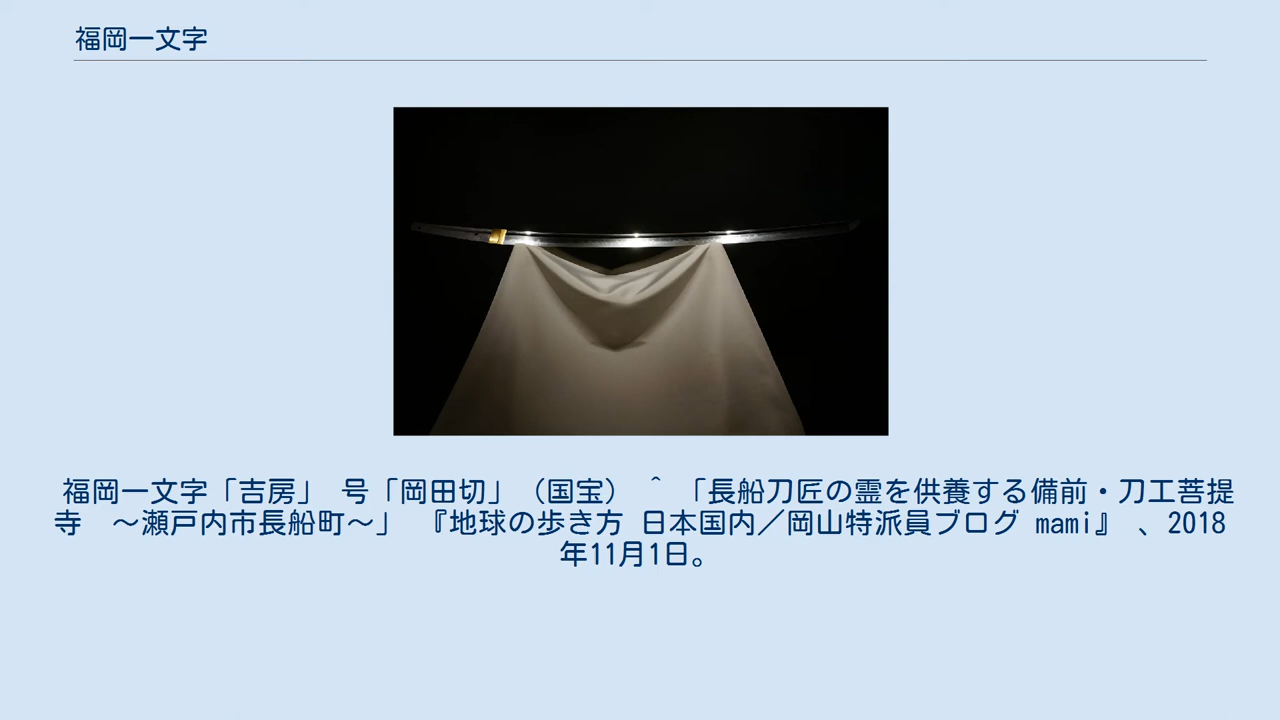 福岡一文字
福岡一文字「吉房」 号「岡田切」（国宝） ^ 「長船刀匠の霊を供養する備前・刀工菩提
寺　～瀬戸内市長船町～」 『地球の歩き方 日本国内／岡山特派員ブログ mami』 、2018
年11月1日。